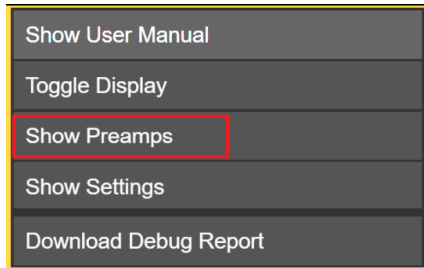 Show User Manual
Toggle Display
Show Preamps
Show Settings
Download Debug Report